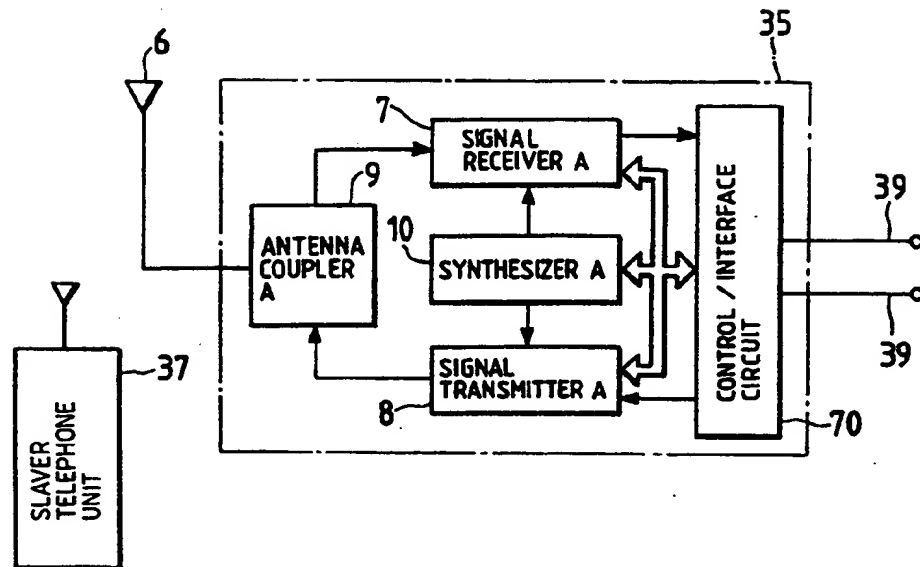 6
35
7
SIGNAL
RECEIVER A
9
ANTENNA
COUPLER
A
10
SYNTHESIZER A
39
39
CONTROL / INTERFACE
CIRCUIT
70
SIGNAL
TRANSMITTER A
8
37
SLAVER
TELEPHONE
UNIT